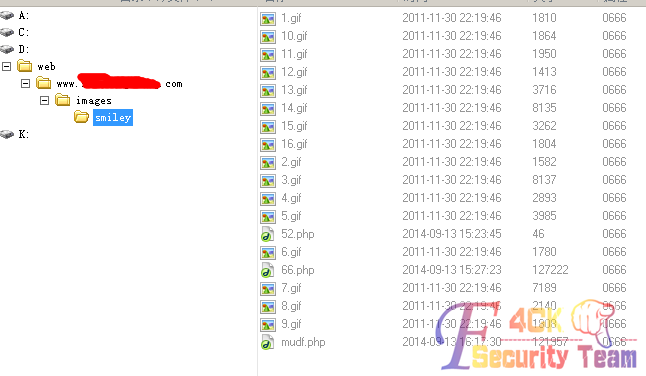 A:
C:
D:
web
www. .com
images
smiley
K:
1.gif 2011-11-30 22:19:46 1810 0666
10.gif 2011-11-30 22:19:46 1864 0666
11.gif 2011-11-30 22:19:46 1950 0666
12.gif 2011-11-30 22:19:46 1413 0666
13.gif 2011-11-30 22:19:46 3716 0666
14.gif 2011-11-30 22:19:46 8135 0666
15.gif 2011-11-30 22:19:46 3262 0666
16.gif 2011-11-30 22:19:46 1804 0666
2.gif 2011-11-30 22:19:46 1582 0666
3.gif 2011-11-30 22:19:46 8137 0666
4.gif 2011-11-30 22:19:46 2893 0666
5.gif 2011-11-30 22:19:46 3985 0666
52.php 2014-09-13 15:23:45 46 0666
6.gif 2011-11-30 22:19:46 1780 0666
66.php 2014-09-13 15:27:23 127222 0666
7.gif 2011-11-30 22:19:46 7189 0666
8.gif 2011-11-30 22:19:46 2140 0666
9.gif 2011-11-30 22:19:46 1808 0666
mudf.php 2014-09-13 16:17:30 121957 0666
F4CK
Security Team